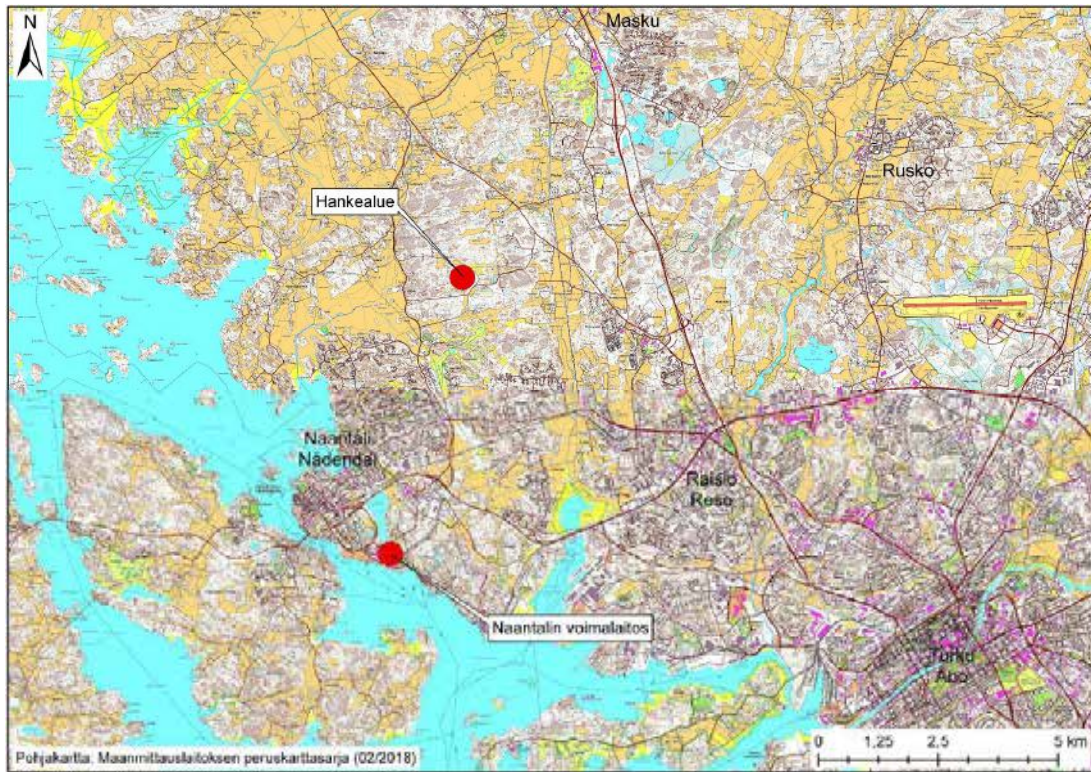 N
Masku
Rusko
Hankealue
Naantali
Nådendal
Raisio
Reso
Naantalin voimalaitos
Turku
Åbo
Pohjakartta: Maanmittauslaitoksen peruskarttasarja (02/2018)
0 1,25 2,5 5 km